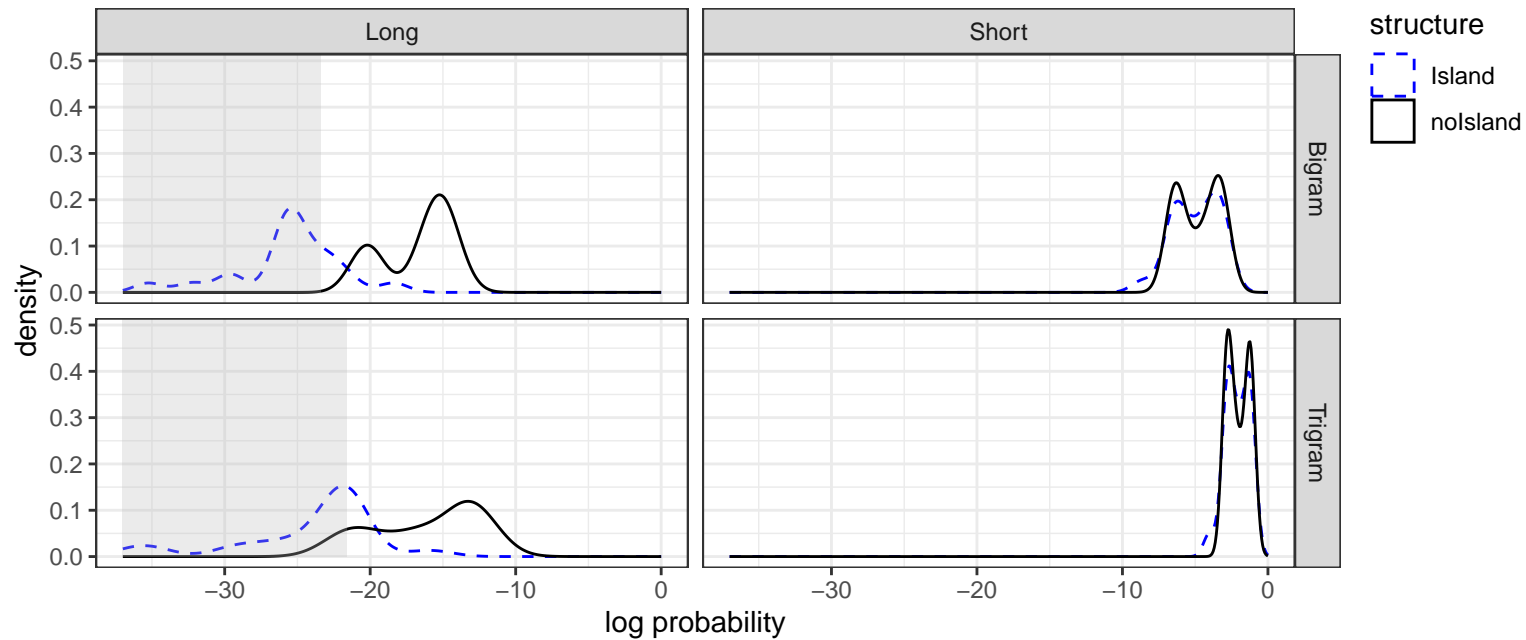 Long
Short
structure
Island
noIsland
0.5
0.4
0.3
0.2
0.1
0.0
Bigram
density
0.5
0.4
0.3
0.2
0.1
0.0
Trigram
−30
−20
−10
0
−30
−20
−10
0
log probability